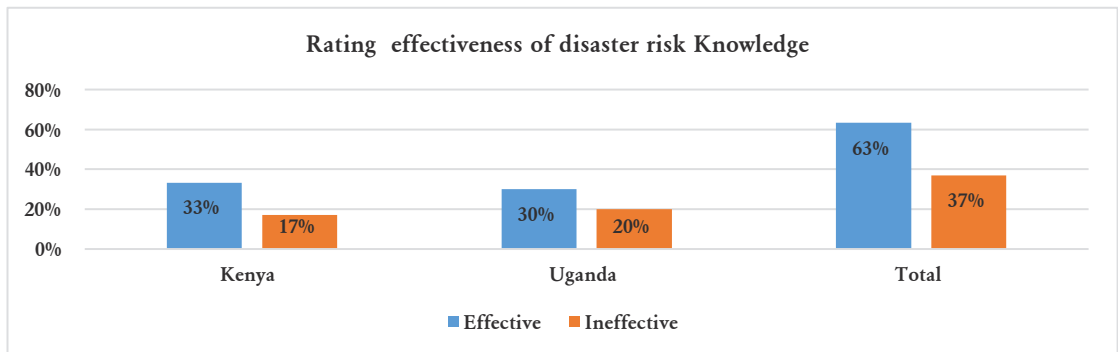 Rating effectiveness of disaster risk Knowledge
80%
60%
40%
20%
0%
33%
17%
30%
20%
63%
37%
Kenya
Uganda
Total
Effective
Ineffective